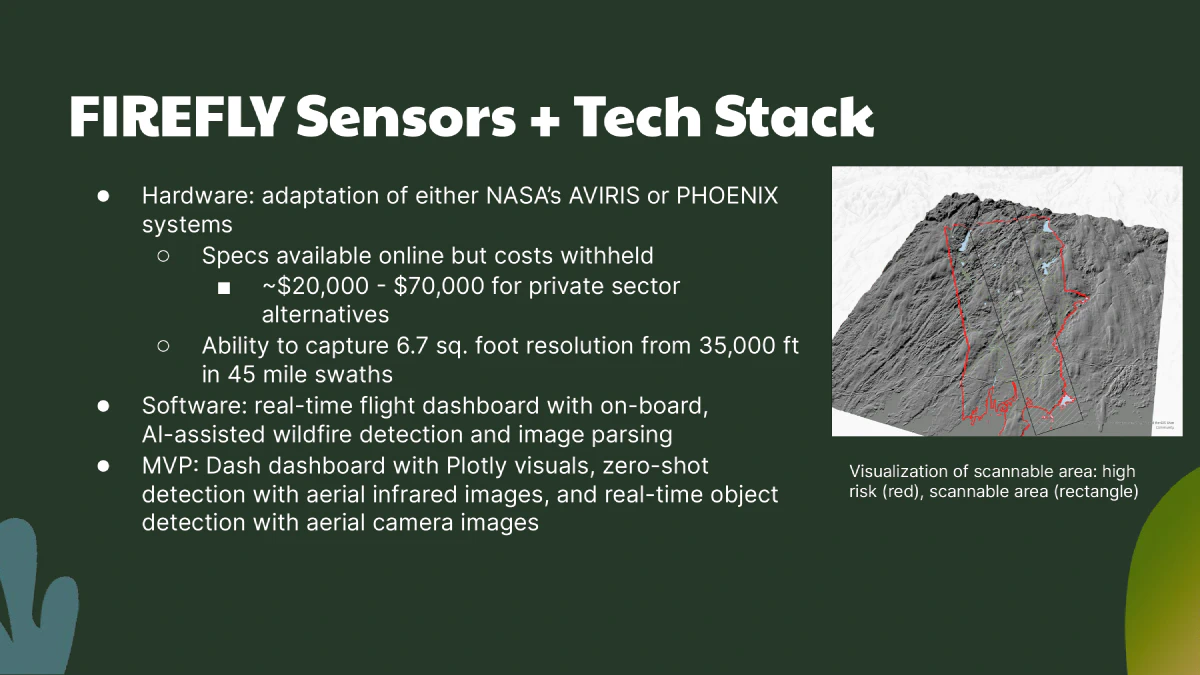 FIREFLY Sensors + Tech Stack
● Hardware: adaptation of either NASA’s AVIRIS or PHOENIX
systems
○ Specs available online but costs withheld
■ ~$20,000 - $70,000 for private sector
alternatives
○ Ability to capture 6.7 sq. foot resolution from 35,000 ft
in 45 mile swaths
● Software: real-time flight dashboard with on-board,
AI-assisted wildfire detection and image parsing
● MVP: Dash dashboard with Plotly visuals, zero-shot
detection with aerial infrared images, and real-time object
detection with aerial camera images
Visualization of scannable area: high
risk (red), scannable area (rectangle)